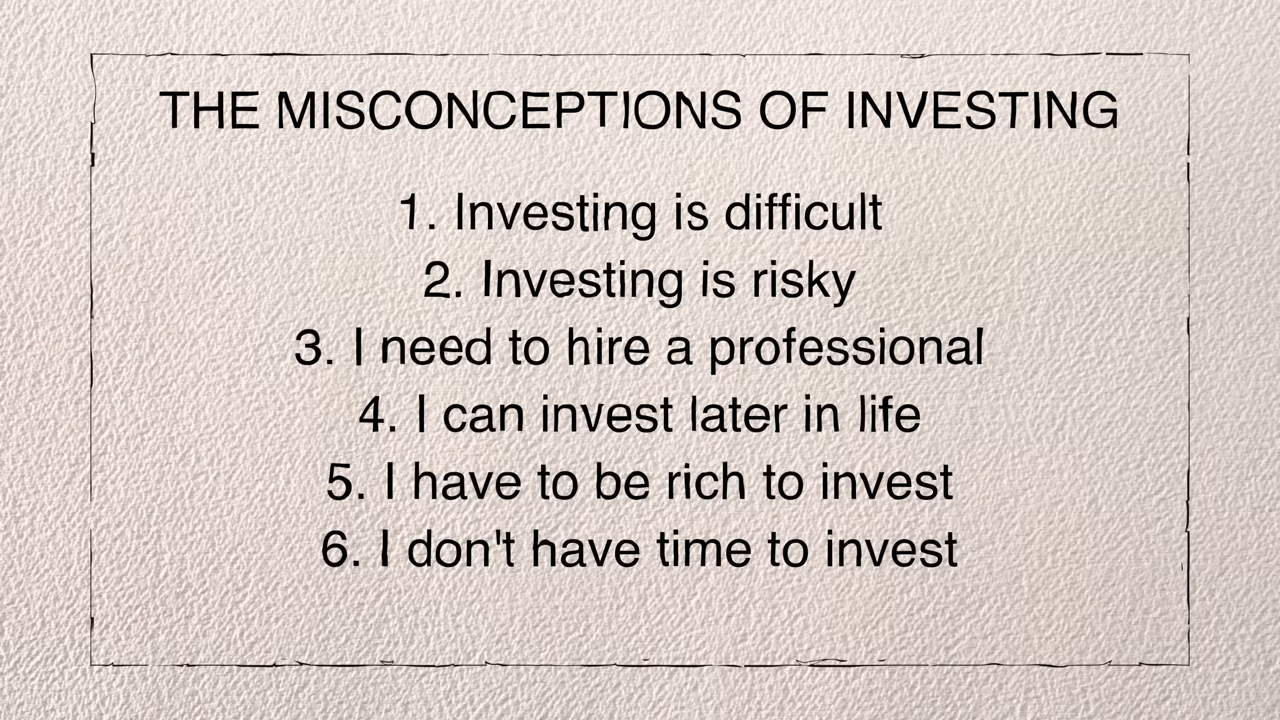 THE MISCONCEPTIONS OF INVESTING
1. Investing is difficult
2. Investing is risky
3. I need to hire a professional
4. I can invest later in life
5. I have to be rich to invest
6. I don't have time to invest